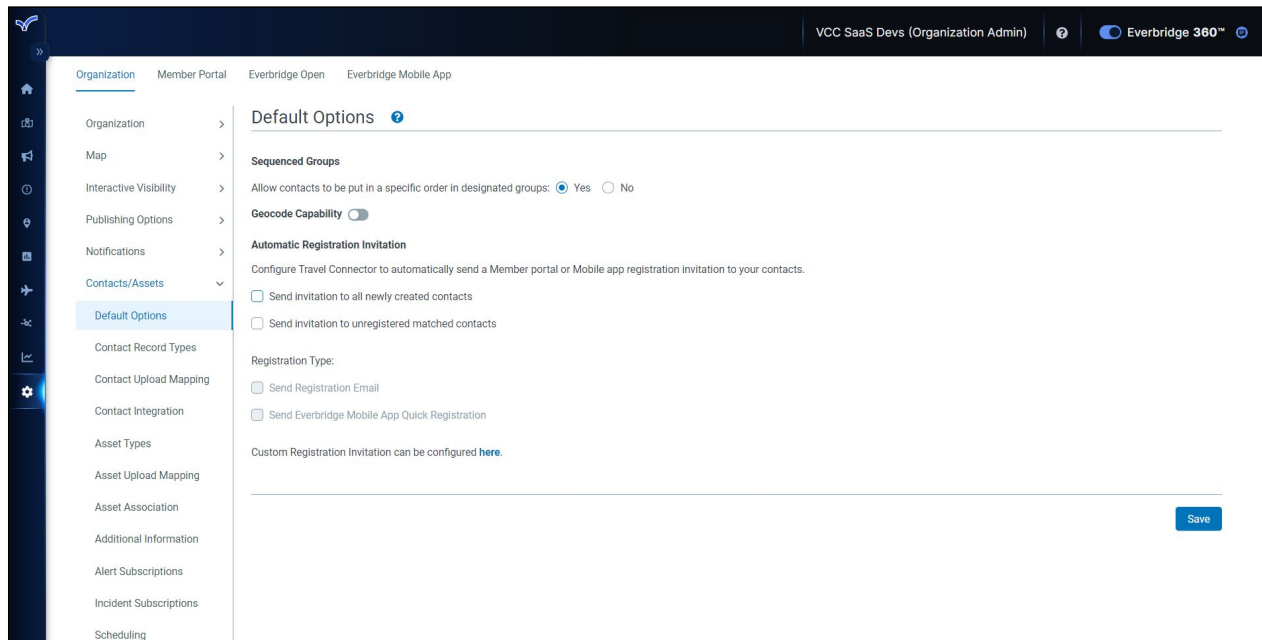 VCC SaaS Devs (Organization Admin)
Everbridge 360™
Organization Member Portal Everbridge Open Everbridge Mobile App
Organization
Map
Interactive Visibility
Publishing Options
Notifications
Contacts/Assets
Default Options
Contact Record Types
Contact Upload Mapping
Contact Integration
Asset Types
Asset Upload Mapping
Asset Association
Additional Information
Alert Subscriptions
Incident Subscriptions
Scheduling
Default Options
Sequenced Groups
Allow contacts to be put in a specific order in designated groups: Yes No
Geocode Capability
Automatic Registration Invitation
Configure Travel Connector to automatically send a Member portal or Mobile app registration invitation to your contacts.
Send invitation to all newly created contacts
Send invitation to unregistered matched contacts
Registration Type:
Send Registration Email
Send Everbridge Mobile App Quick Registration
Custom Registration Invitation can be configured here.
Save